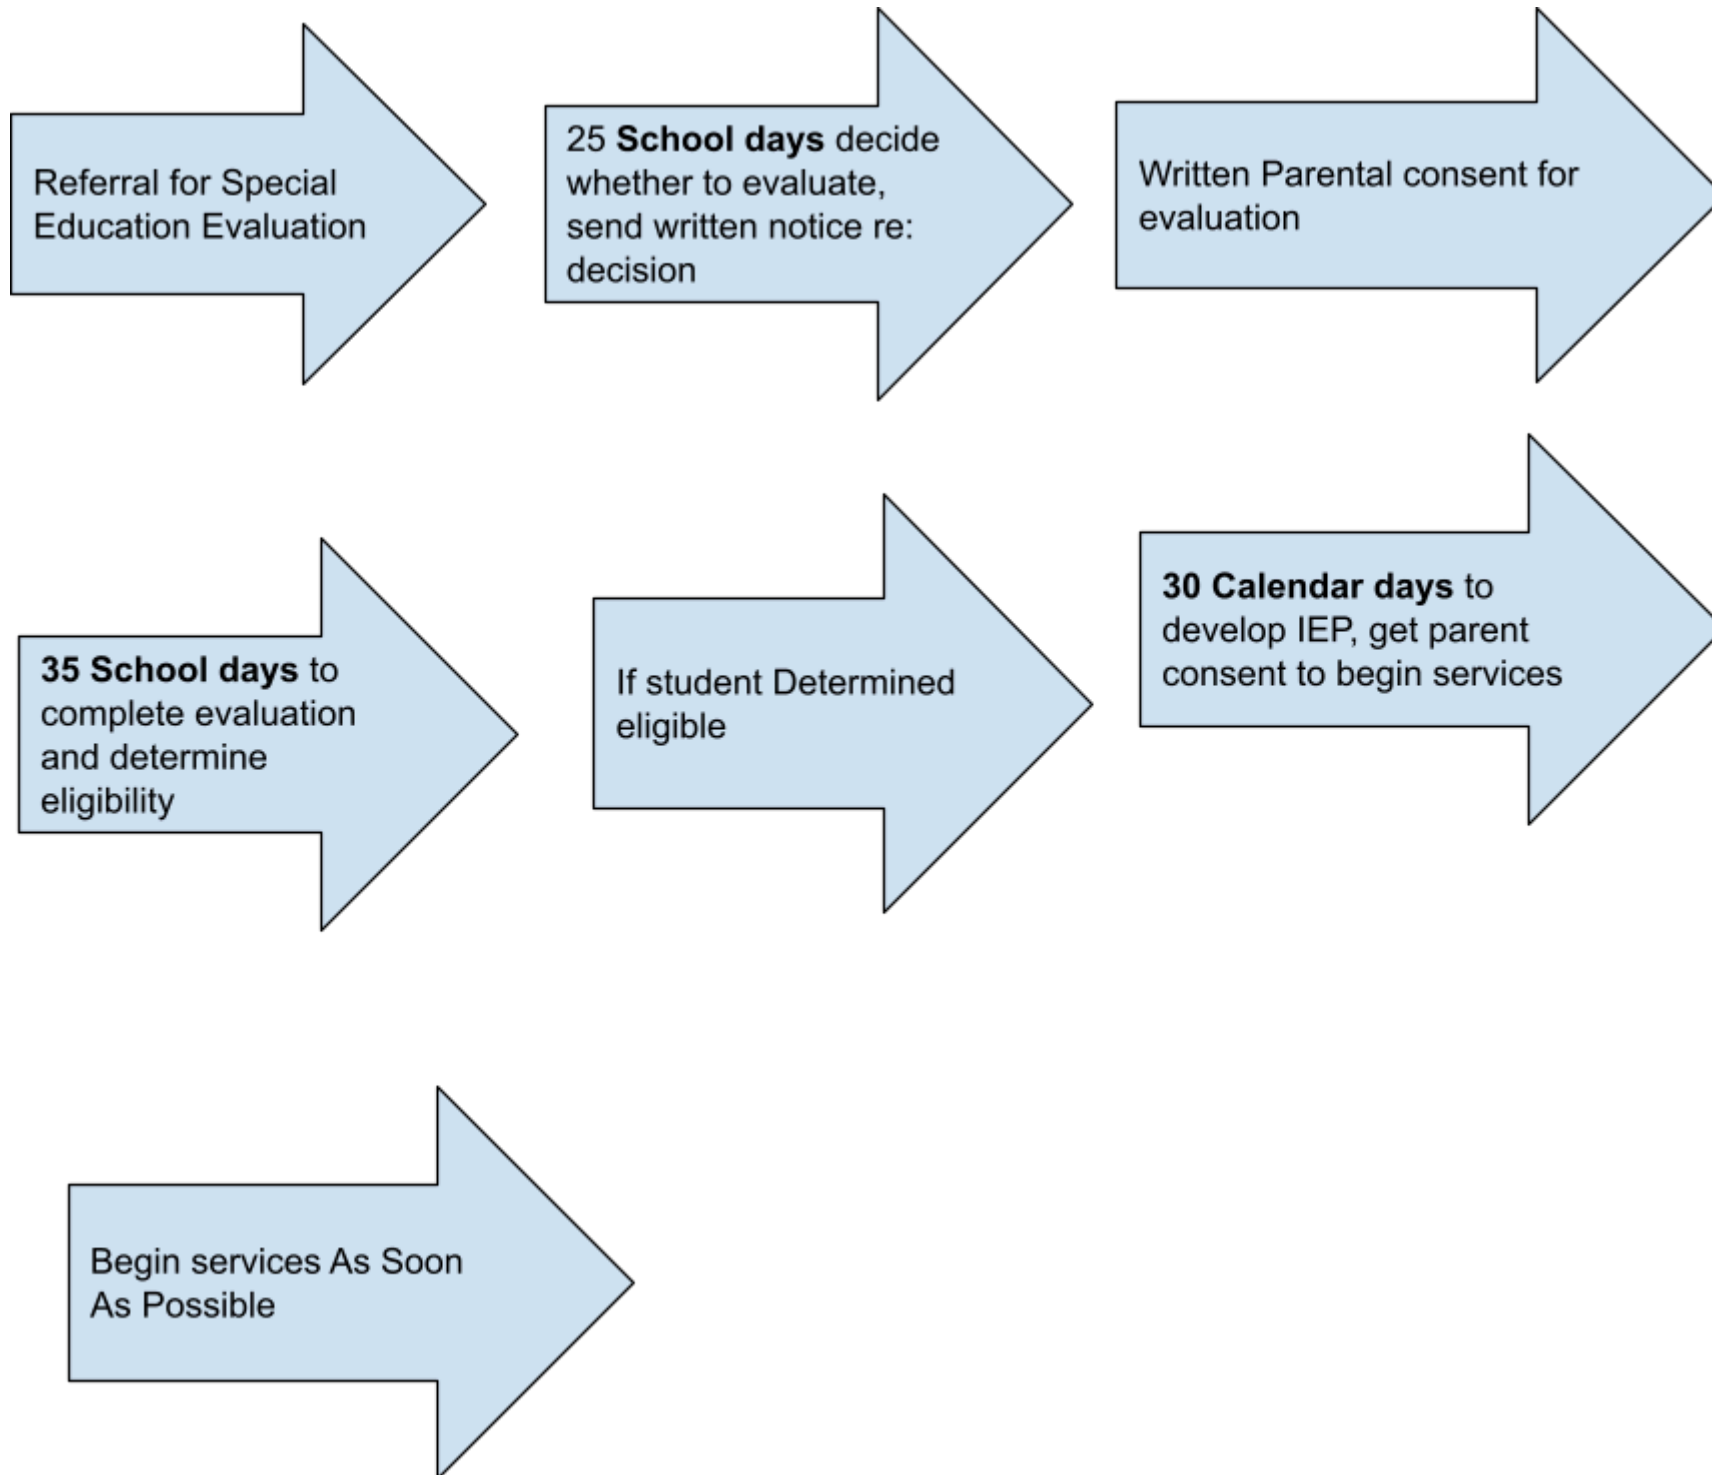 Referral for Special
Education Evaluation
25 School days decide
whether to evaluate,
send written notice re:
decision
Written Parental consent for
evaluation
35 School days to
complete evaluation
and determine
eligibility
If student Determined
eligible
30 Calendar days to
develop IEP, get parent
consent to begin services
Begin services As Soon
As Possible